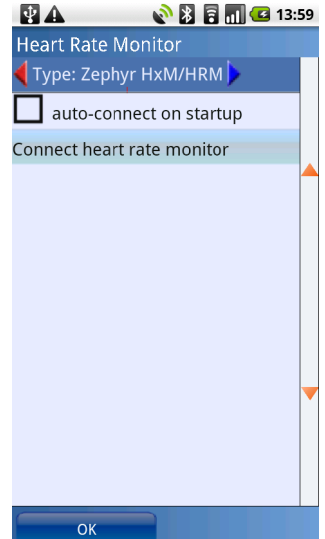 13:59
Heart Rate Monitor
Type: Zephyr HxM/HRM
auto-connect on startup
Connect heart rate monitor
OK